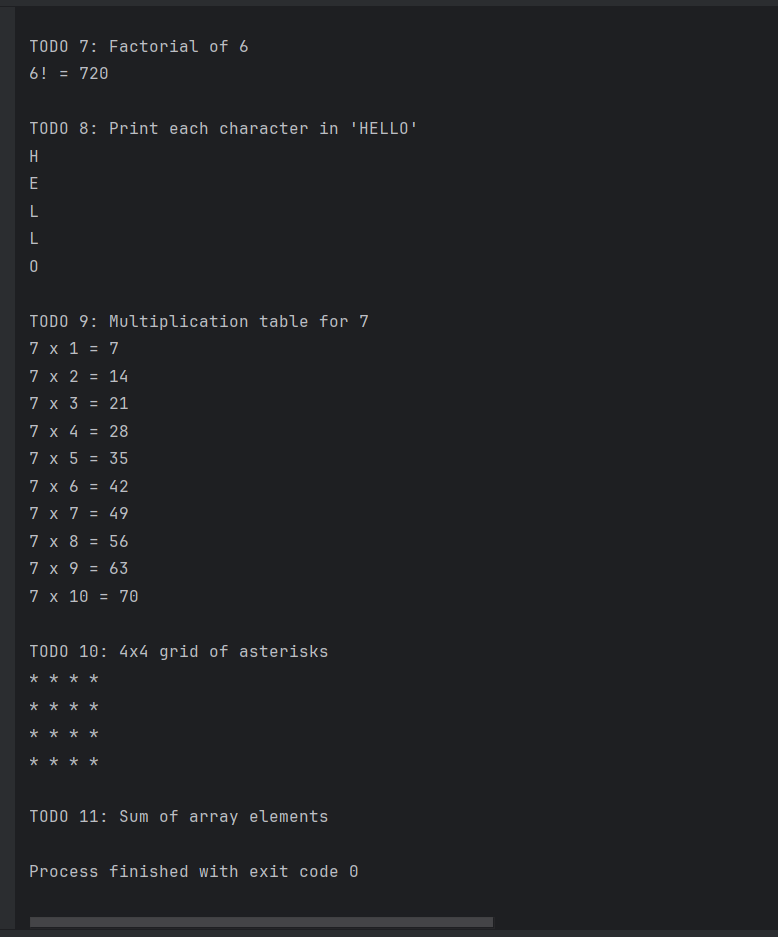 TODO 7: Factorial of 6
6! = 720
TODO 8: Print each character in 'HELLO'
H
E
L
L
O
TODO 9: Multiplication table for 7
7 x 1 = 7
7 x 2 = 14
7 x 3 = 21
7 x 4 = 28
7 x 5 = 35
7 x 6 = 42
7 x 7 = 49
7 x 8 = 56
7 x 9 = 63
7 x 10 = 70
TODO 10: 4x4 grid of asterisks
* * * *
* * * *
* * * *
* * * *
TODO 11: Sum of array elements
Process finished with exit code 0